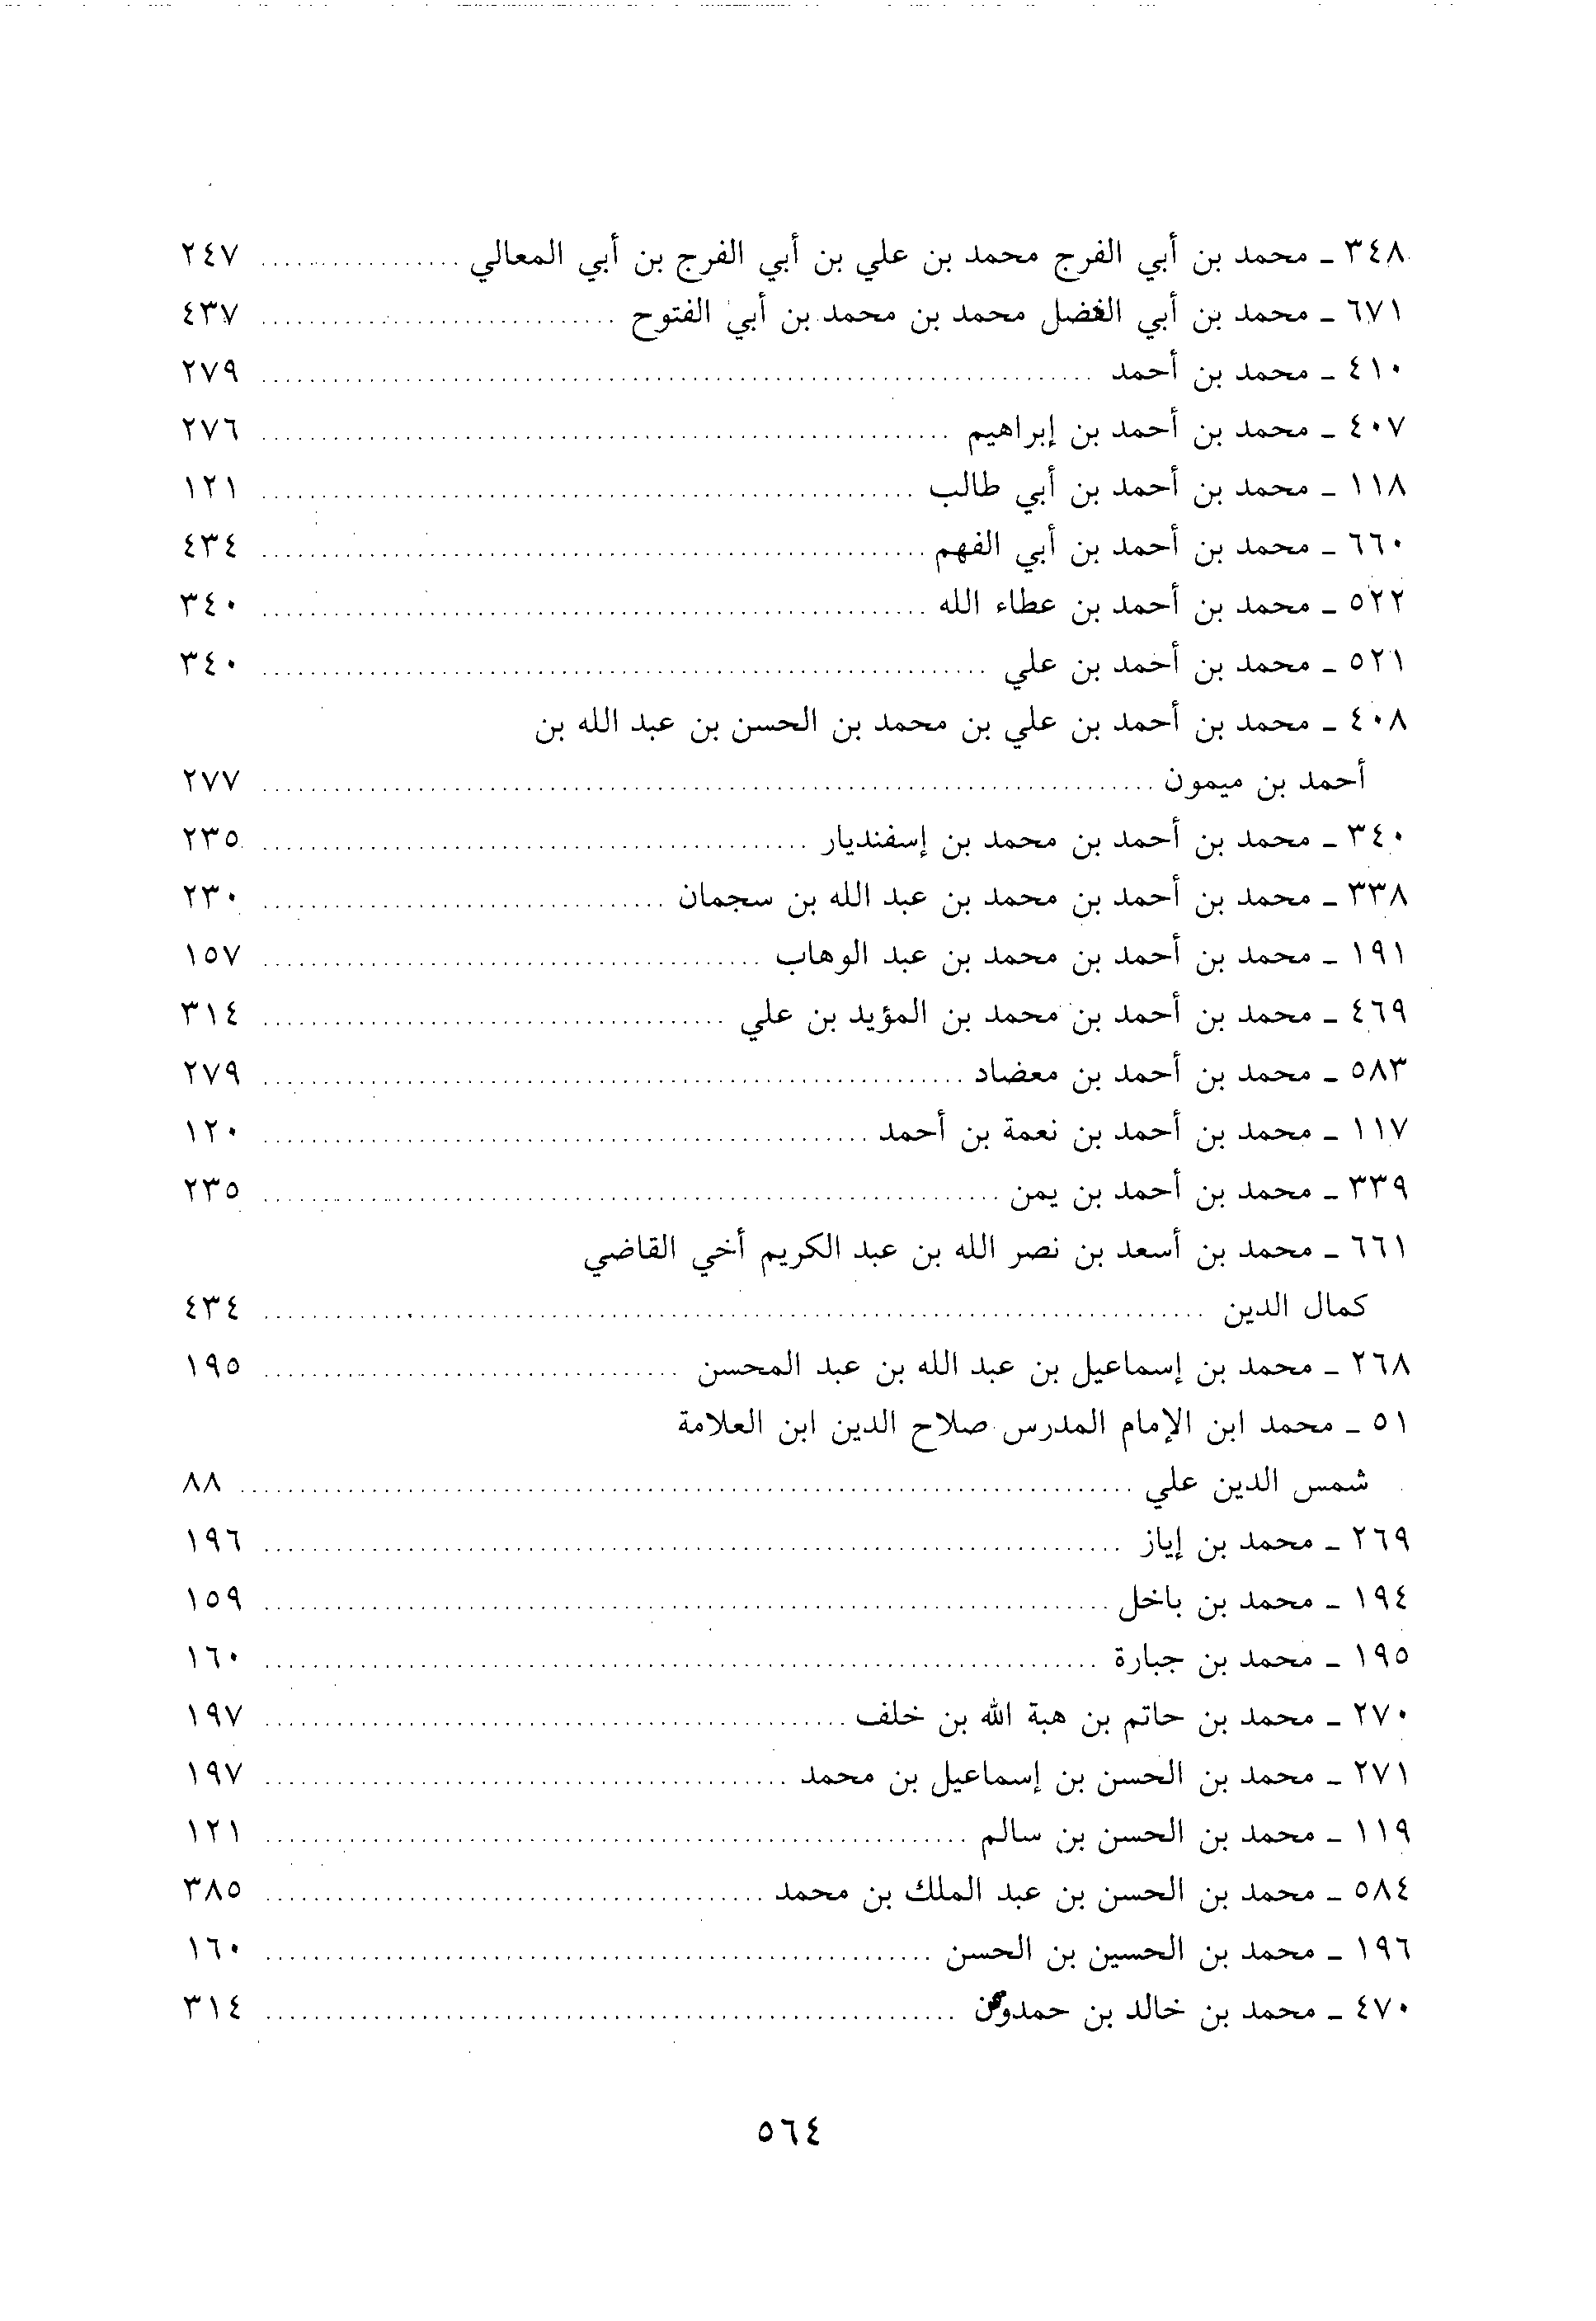 ٣٤٨ ـ محمد بن أبي الفرج محمد بن علي بن أبي الفرج بن أبي المعالي ................. ٢٤٧
٦٧١ ـ محمد بن أبي الفضل محمد بن محمد بن أبي الفتوح .............................. ٤٣٧
٤١٠ ـ محمد بن أحمد .............................. ٢٧٩
٤٠٧ ـ محمد بن أحمد بن إبراهيم .............................. ٢٧٦
١١٨ ـ محمد بن أحمد بن أبي طالب .............................. ١٢١
٦٦٠ ـ محمد بن أحمد بن أبي الفهم .............................. ٤٣٤
٥٢٢ ـ محمد بن أحمد بن عطاء الله .............................. ٣٤٠
٥٢١ ـ محمد بن أحمد بن علي .............................. ٣٤٠
٤٠٨ ـ محمد بن أحمد بن علي بن محمد بن الحسن بن عبد الله بن
أحمد بن ميمون .............................. ٢٧٧
٣٤٠ ـ محمد بن أحمد بن محمد بن إسفنديار .............................. ٢٣٥
٣٣٨ ـ محمد بن أحمد بن محمد بن عبد الله بن سجمان .............................. ٢٣٠
١٩١ ـ محمد بن أحمد بن محمد بن عبد الوهاب .............................. ١٥٧
٤٦٩ ـ محمد بن أحمد بن محمد بن المؤيد بن علي .............................. ٣١٤
٥٨٣ ـ محمد بن أحمد بن معضاد .............................. ٢٧٩
١١٧ ـ محمد بن أحمد بن نعمة بن أحمد .............................. ١٢٠
٣٣٩ ـ محمد بن أحمد بن يمن .............................. ٢٣٥
٦٦١ ـ محمد بن أسعد بن نصر الله بن عبد الكريم أخي القاضي
كمال الدين .............................. ٤٣٤
٢٦٨ ـ محمد بن إسماعيل بن عبد الله بن عبد المحسن .............................. ١٩٥
٥١ ـ محمد ابن الإمام المدرس صلاح الدين ابن العلامة
شمس الدين علي .............................. ٨٨
٢٦٩ ـ محمد بن إياز .............................. ١٩٦
١٩٤ ـ محمد بن باخل .............................. ١٥٩
١٩٥ ـ محمد بن جبارة .............................. ١٦٠
٢٧٠ ـ محمد بن حاتم بن هبة الله بن خلف .............................. ١٩٧
٢٧١ ـ محمد بن الحسن بن إسماعيل بن محمد .............................. ١٩٧
١١٩ ـ محمد بن الحسن بن سالم .............................. ١٢١
٥٨٤ ـ محمد بن الحسن بن عبد الملك بن محمد .............................. ٣٨٥
١٩٦ ـ محمد بن الحسين بن الحسن .............................. ١٦٠
٤٧٠ ـ محمد بن خالد بن حمدون .............................. ٣١٤
٥٦٤